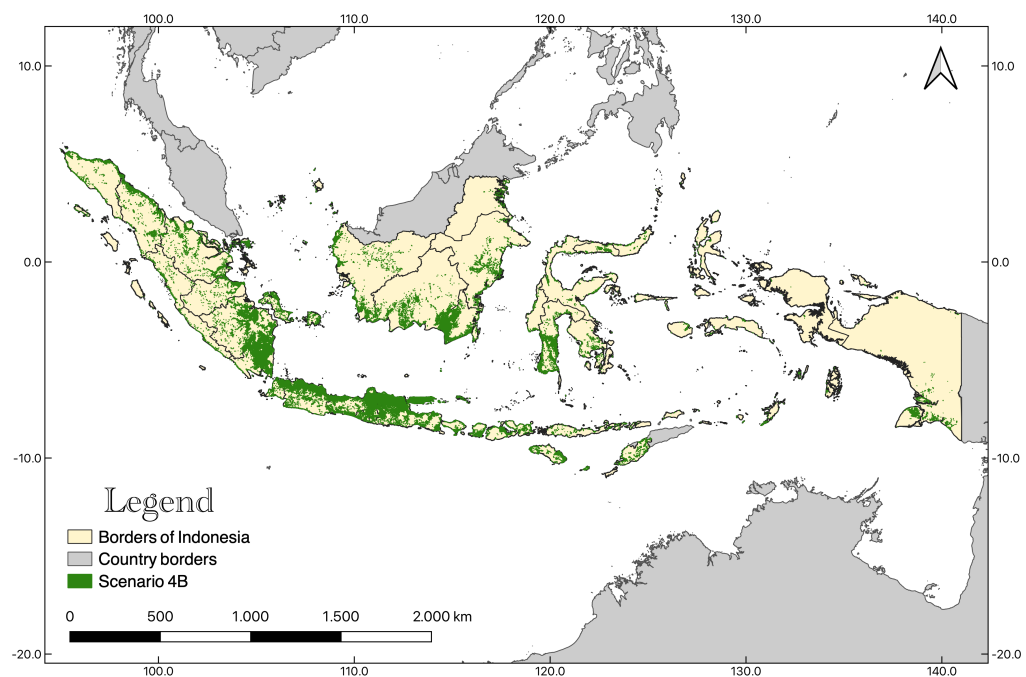 100.0 110.0 120.0 130.0 140.0
10.0 10.0
0.0 0.0
-10.0 -10.0
Legend
Borders of Indonesia
Country borders
Scenario 4B
0 500 1.000 1.500 2.000 km
-20.0 -20.0
100.0 110.0 120.0 130.0 140.0